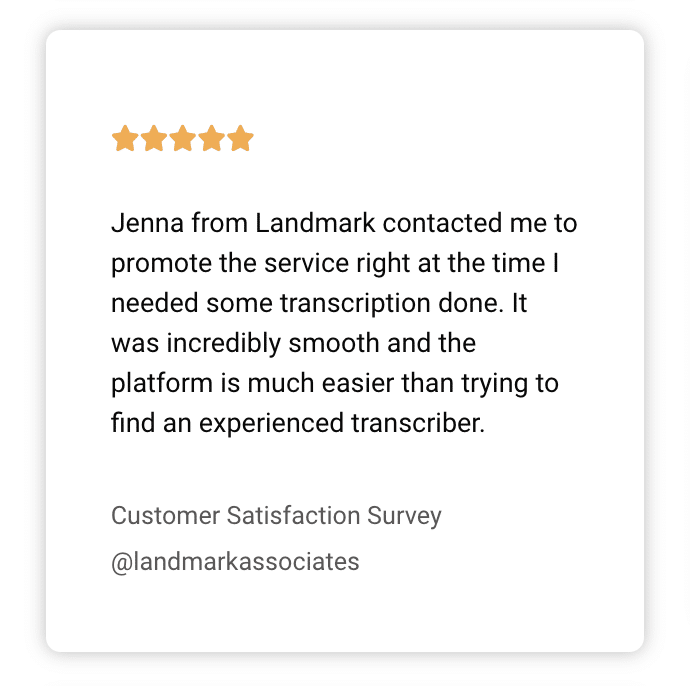 Jenna from Landmark contacted me to
promote the service right at the time I
needed some transcription done. It
was incredibly smooth and the
platform is much easier than trying to
find an experienced transcriber.
Customer Satisfaction Survey
@landmarkassociates